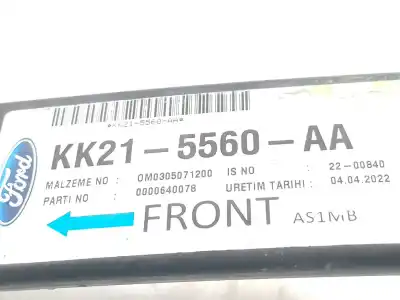 *KK21-5560-AA*
Ford
KK21-5560-AA
MALZEME NO : OM0305071200 IS NO : 22-00840
PARTI NO : 0000640078 URETIM TARIHI : 04.04.2022
FRONT AS1MB